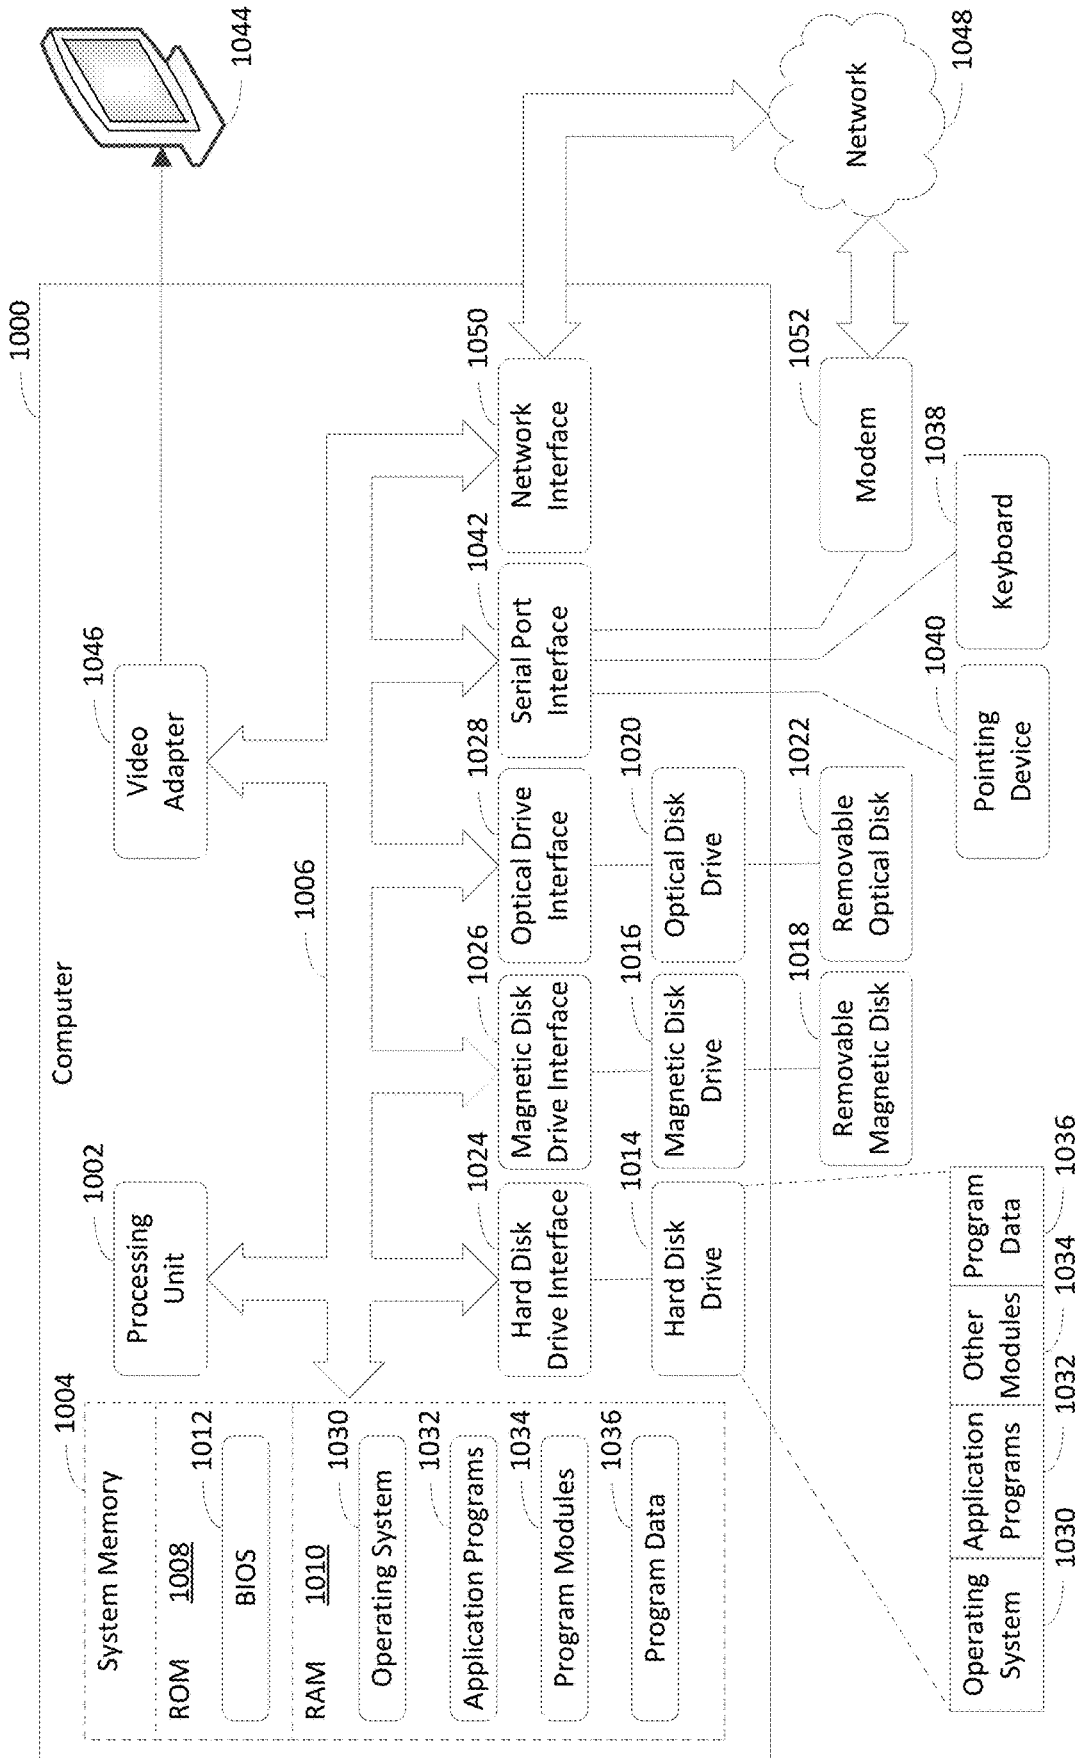 1000
Computer
1044
System Memory
1004
ROM
1008
1012
BIOS
RAM
1010
1030
Operating System
1032
Application Programs
1034
Program Modules
1036
Program Data
1002
Processing
Unit
1046
Video
Adapter
1006
1024
Hard Disk
Drive Interface
1026
Magnetic Disk
Drive Interface
1028
Optical Drive
Interface
1042
Serial Port
Interface
1050
Network
Interface
1014
Hard Disk
Drive
1016
Magnetic Disk
Drive
1020
Optical Disk
Drive
1018
Removable
Magnetic Disk
1022
Removable
Optical Disk
1052
Modem
Network
1048
Operating
System
Application
Programs
Other
Modules
Program
Data
1030
1032
1034
1036
1040
Pointing
Device
1038
Keyboard